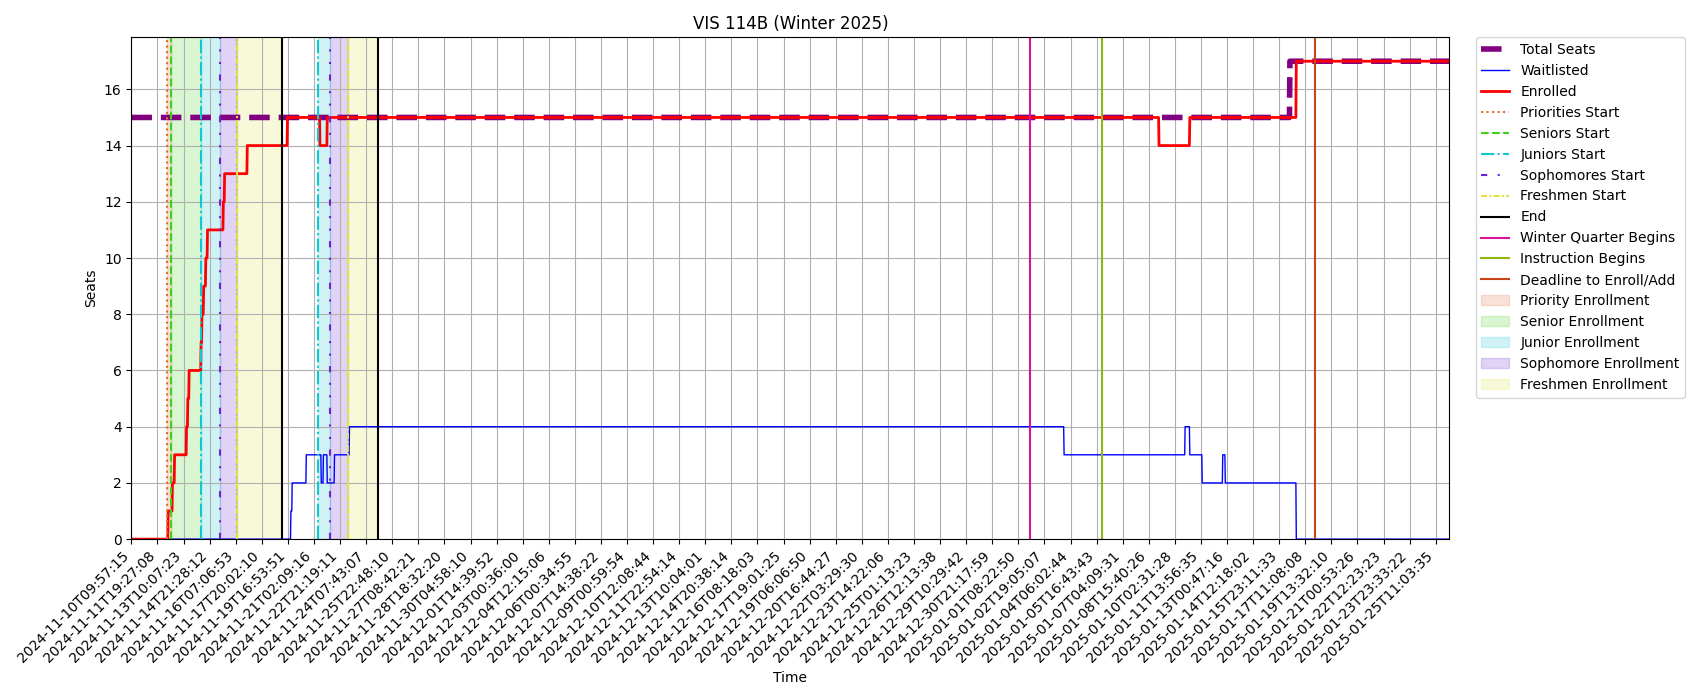 VIS 114B (Winter 2025)
Seats
16
14
12
10
8
6
4
2
0
2024-11-10T09:57:15
2024-11-11T19:27:08
2024-11-13T10:07:23
2024-11-14T21:28:12
2024-11-16T07:06:53
2024-11-17T20:02:10
2024-11-19T16:53:51
2024-11-21T02:09:16
2024-11-22T21:19:11
2024-11-24T07:43:07
2024-11-25T22:48:10
2024-11-27T08:42:21
2024-11-28T18:32:20
2024-11-30T04:58:10
2024-12-01T14:39:52
2024-12-03T00:36:00
2024-12-04T12:15:06
2024-12-06T00:34:55
2024-12-07T14:38:22
2024-12-09T00:59:54
2024-12-10T12:08:44
2024-12-11T22:54:14
2024-12-13T10:04:01
2024-12-14T20:38:14
2024-12-16T08:18:03
2024-12-17T19:01:25
2024-12-19T06:06:50
2024-12-20T16:44:27
2024-12-22T03:29:30
2024-12-23T14:22:06
2024-12-25T01:13:23
2024-12-26T12:13:38
2024-12-29T10:29:42
2024-12-30T21:17:59
2025-01-01T08:22:50
2025-01-02T19:05:07
2025-01-04T06:02:44
2025-01-05T16:43:43
2025-01-07T04:09:31
2025-01-08T15:40:26
2025-01-10T02:31:28
2025-01-11T13:56:35
2025-01-13T00:47:16
2025-01-14T12:18:02
2025-01-15T23:11:33
2025-01-17T11:08:08
2025-01-19T13:32:10
2025-01-21T00:53:26
2025-01-22T12:23:23
2025-01-23T23:33:22
2025-01-25T11:03:35
Time
Total Seats
Waitlisted
Enrolled
Priorities Start
Seniors Start
Juniors Start
Sophomores Start
Freshmen Start
End
Winter Quarter Begins
Instruction Begins
Deadline to Enroll/Add
Priority Enrollment
Senior Enrollment
Junior Enrollment
Sophomore Enrollment
Freshmen Enrollment